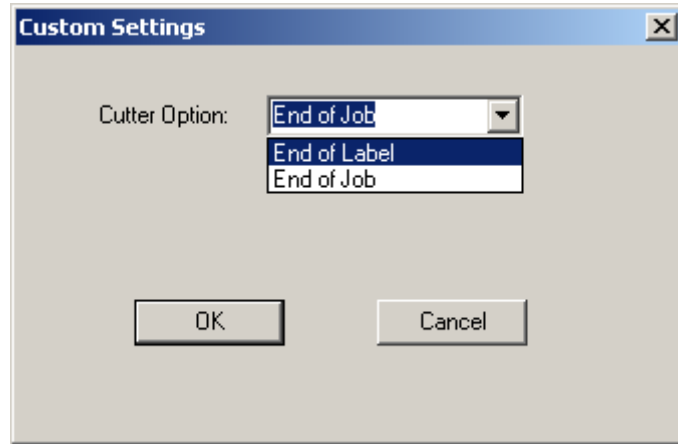 Custom Settings
Cutter Option: End of Job
End of Label
End of Job
OK Cancel